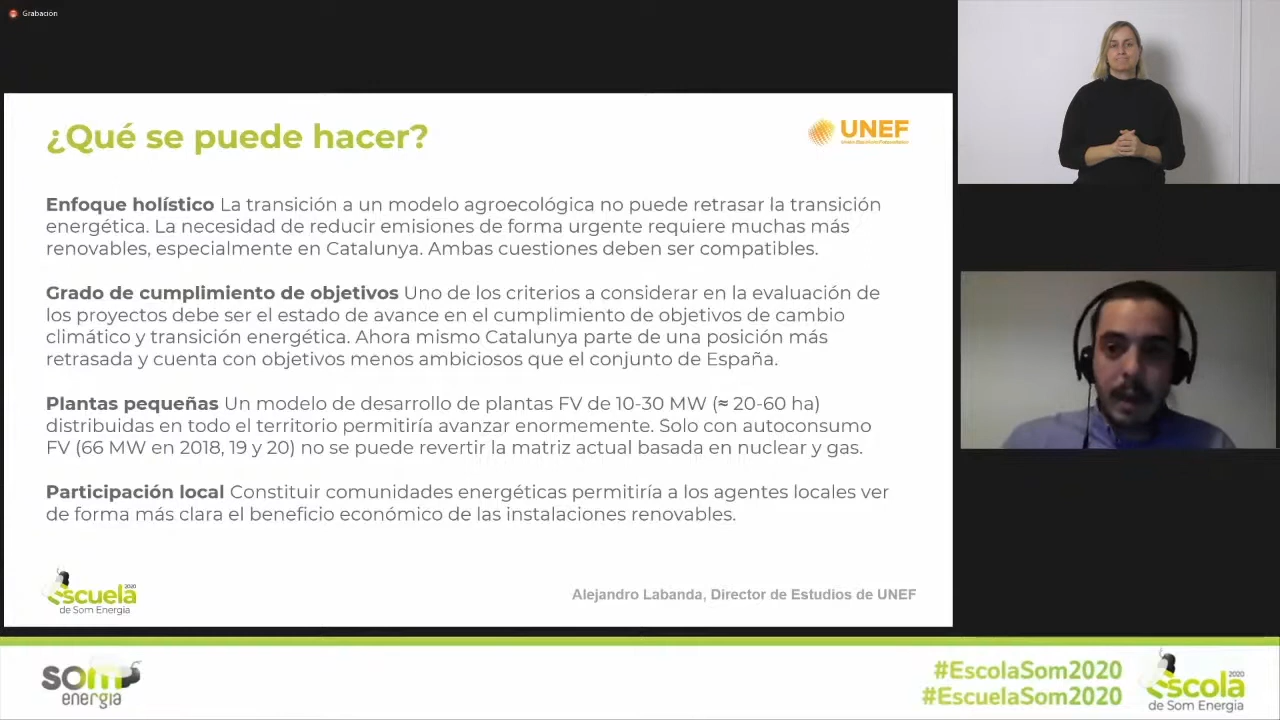 Grabación
¿Qué se puede hacer?
UNEF
Enfoque holístico La transición a un modelo agroecológica no puede retrasar la transición
energética. La necesidad de reducir emisiones de forma urgente requiere muchas más
renovables, especialmente en Catalunya. Ambas cuestiones deben ser compatibles.
Grado de cumplimiento de objetivos Uno de los criterios a considerar en la evaluación de
los proyectos debe ser el estado de avance en el cumplimiento de objetivos de cambio
climático y transición energética. Ahora mismo Catalunya parte de una posición más
retrasada y cuenta con objetivos menos ambiciosos que el conjunto de España.
Plantas pequeñas Un modelo de desarrollo de plantas FV de 10-30 MW (≈ 20-60 ha)
distribuidas en todo el territorio permitiría avanzar enormemente. Solo con autoconsumo
FV (66 MW en 2018, 19 y 20) no se puede revertir la matriz actual basada en nuclear y gas.
Participación local Constituir comunidades energéticas permitiría a los agentes locales ver
de forma más clara el beneficio económico de las instalaciones renovables.
2020
escuela
de Som Energia
Alejandro Labanda, Director de Estudios de UNEF
som
energia
#EscolaSom2020
#EscuelaSom2020
2020
escola
de Som Energia